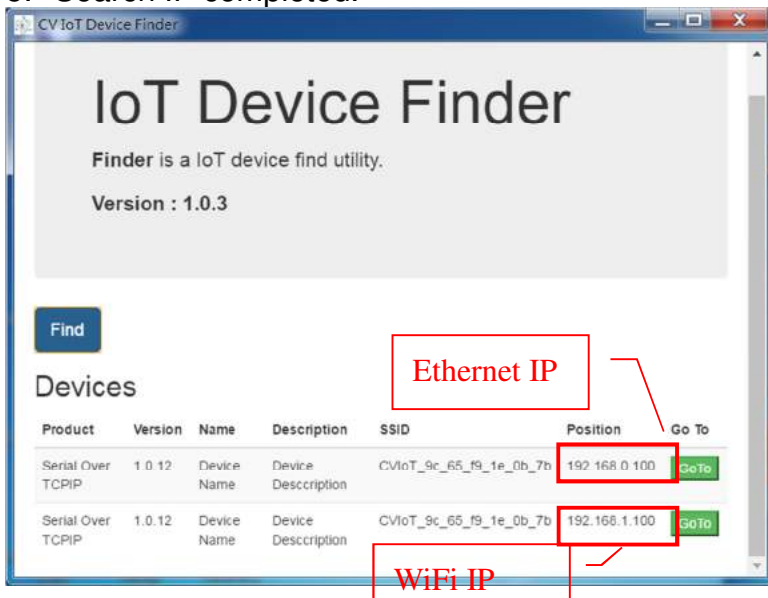 CV IoT Device Finder
IoT Device Finder
Finder is a IoT device find utility.
Version : 1.0.3
Find
Ethernet IP
Devices
Product Version Name Description SSID Position Go To
Serial Over TCPIP 1.0.12 Device Name Device Desccription CVIoT_9c_65_f9_1e_0b_7b 192.168.0.100 GoTo
Serial Over TCPIP 1.0.12 Device Name Device Desccription CVIoT_9c_65_f9_1e_0b_7b 192.168.1.100 GoTo
WiFi IP